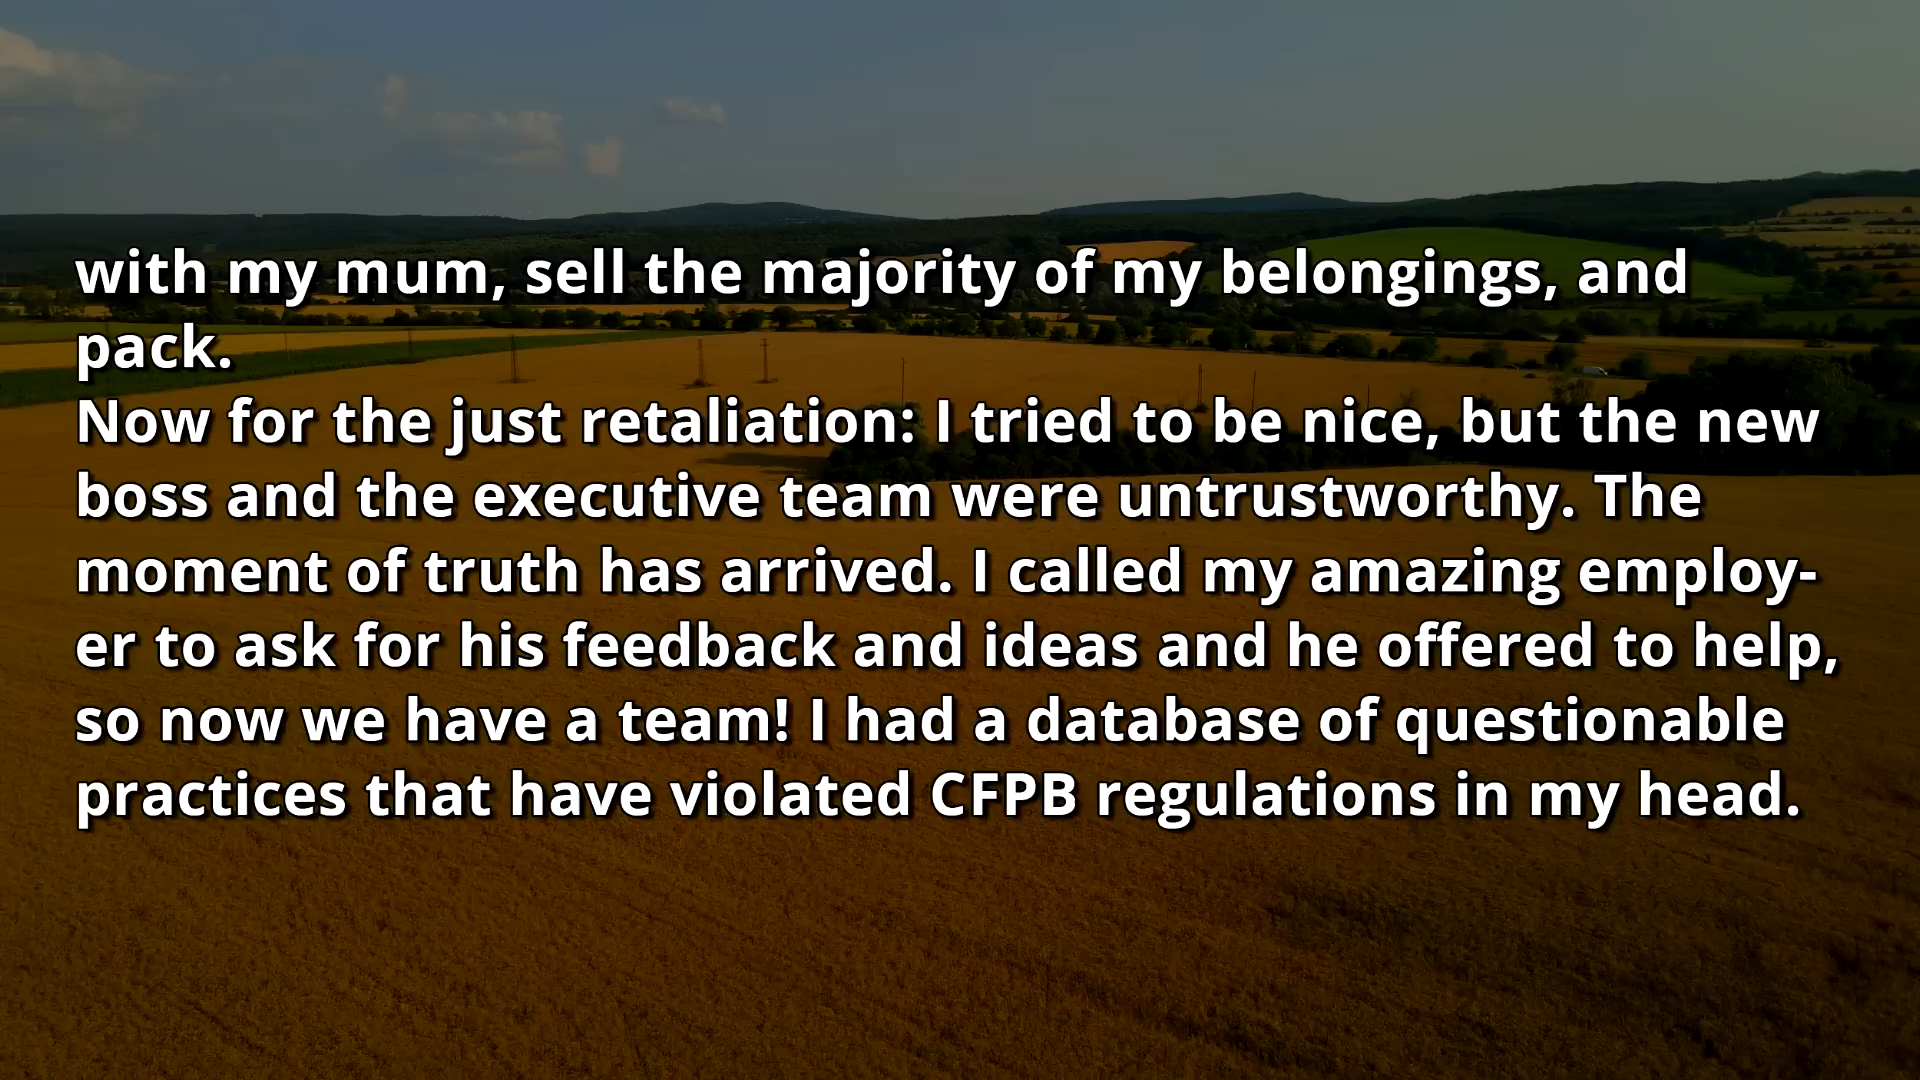 with my mum, sell the majority of my belongings, and
pack.
Now for the just retaliation: I tried to be nice, but the new
boss and the executive team were untrustworthy. The
moment of truth has arrived. I called my amazing employ-
er to ask for his feedback and ideas and he offered to help,
so now we have a team! I had a database of questionable
practices that have violated CFPB regulations in my head.